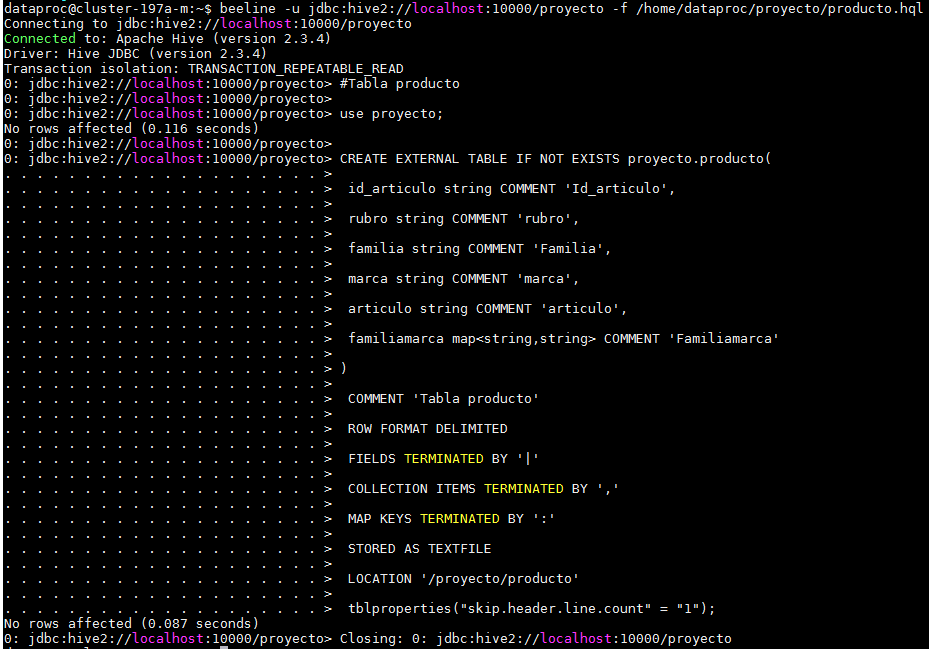 dataproc@cluster-197a-m:~$ beeline -u jdbc:hive2://localhost:10000/proyecto -f /home/dataproc/proyecto/producto.hql
Connecting to jdbc:hive2://localhost:10000/proyecto
Connected to: Apache Hive (version 2.3.4)
Driver: Hive JDBC (version 2.3.4)
Transaction isolation: TRANSACTION_REPEATABLE_READ
0: jdbc:hive2://localhost:10000/proyecto> #Tabla producto
0: jdbc:hive2://localhost:10000/proyecto>
0: jdbc:hive2://localhost:10000/proyecto> use proyecto;
No rows affected (0.116 seconds)
0: jdbc:hive2://localhost:10000/proyecto>
0: jdbc:hive2://localhost:10000/proyecto> CREATE EXTERNAL TABLE IF NOT EXISTS proyecto.producto(
. . . . . . . . . . . . . . . . . . . . >
. . . . . . . . . . . . . . . . . . . . >  id_articulo string COMMENT 'Id_articulo',
. . . . . . . . . . . . . . . . . . . . >
. . . . . . . . . . . . . . . . . . . . >  rubro string COMMENT 'rubro',
. . . . . . . . . . . . . . . . . . . . >
. . . . . . . . . . . . . . . . . . . . >  familia string COMMENT 'Familia',
. . . . . . . . . . . . . . . . . . . . >
. . . . . . . . . . . . . . . . . . . . >  marca string COMMENT 'marca',
. . . . . . . . . . . . . . . . . . . . >
. . . . . . . . . . . . . . . . . . . . >  articulo string COMMENT 'articulo',
. . . . . . . . . . . . . . . . . . . . >
. . . . . . . . . . . . . . . . . . . . >  familiamarca map<string,string> COMMENT 'Familiamarca'
. . . . . . . . . . . . . . . . . . . . >
. . . . . . . . . . . . . . . . . . . . > )
. . . . . . . . . . . . . . . . . . . . >
. . . . . . . . . . . . . . . . . . . . >  COMMENT 'Tabla producto'
. . . . . . . . . . . . . . . . . . . . >
. . . . . . . . . . . . . . . . . . . . >  ROW FORMAT DELIMITED
. . . . . . . . . . . . . . . . . . . . >
. . . . . . . . . . . . . . . . . . . . >  FIELDS TERMINATED BY '|'
. . . . . . . . . . . . . . . . . . . . >
. . . . . . . . . . . . . . . . . . . . >  COLLECTION ITEMS TERMINATED BY ','
. . . . . . . . . . . . . . . . . . . . >
. . . . . . . . . . . . . . . . . . . . >  MAP KEYS TERMINATED BY ':'
. . . . . . . . . . . . . . . . . . . . >
. . . . . . . . . . . . . . . . . . . . >  STORED AS TEXTFILE
. . . . . . . . . . . . . . . . . . . . >
. . . . . . . . . . . . . . . . . . . . >  LOCATION '/proyecto/producto'
. . . . . . . . . . . . . . . . . . . . >
. . . . . . . . . . . . . . . . . . . . >  tblproperties("skip.header.line.count" = "1");
No rows affected (0.087 seconds)
0: jdbc:hive2://localhost:10000/proyecto> Closing: 0: jdbc:hive2://localhost:10000/proyecto